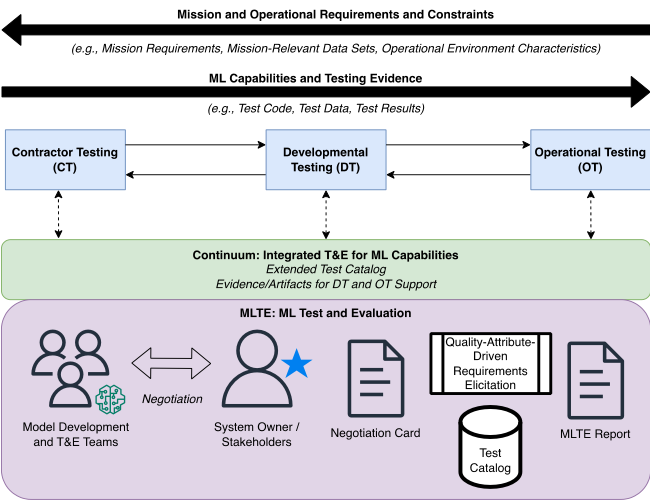 Mission and Operational Requirements and Constraints
(e.g., Mission Requirements, Mission-Relevant Data Sets, Operational Environment Characteristics)
ML Capabilities and Testing Evidence
(e.g., Test Code, Test Data, Test Results)
Contractor Testing
(CT)
Developmental
Testing (DT)
Operational Testing
(OT)
Continuum: Integrated T&E for ML Capabilities
Extended Test Catalog
Evidence/Artifacts for DT and OT Support
MLTE: ML Test and Evaluation
Model Development
and T&E Teams
Negotiation
System Owner /
Stakeholders
Negotiation Card
Quality-Attribute-
Driven
Requirements
Elicitation
Test
Catalog
MLTE Report